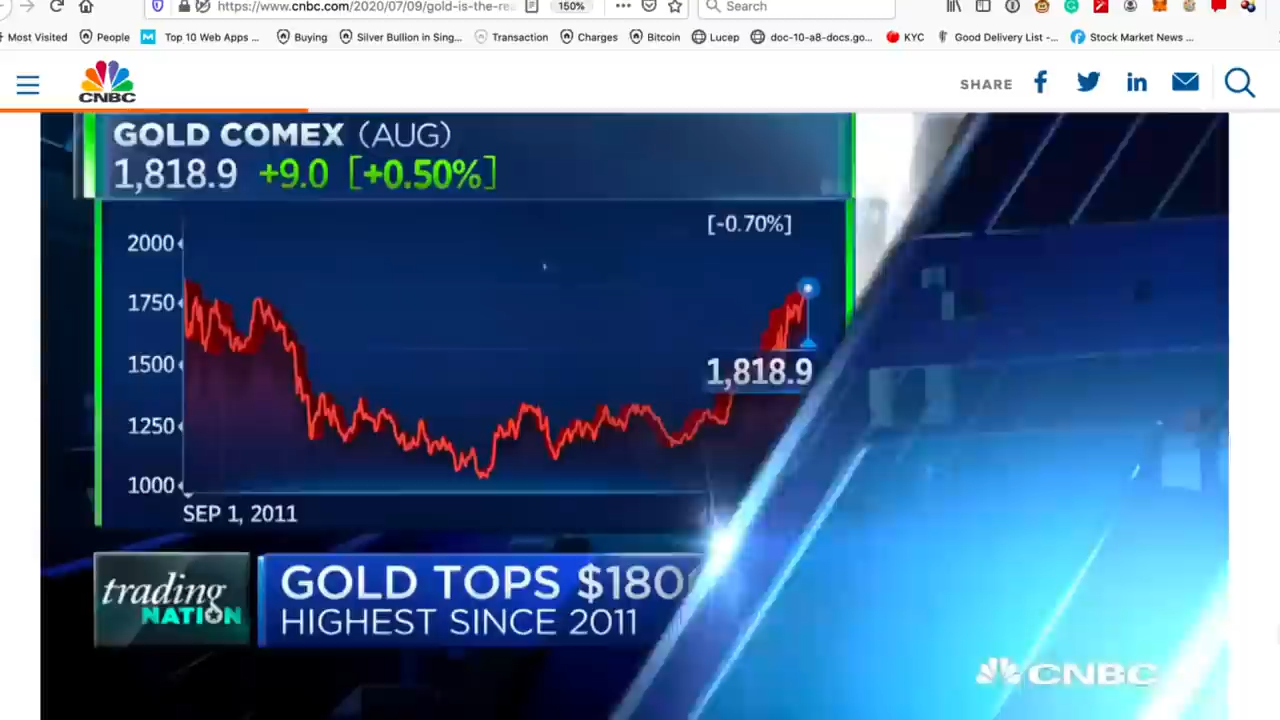 https://www.cnbc.com/2020/07/09/gold-is-the-rea
150%
Search
Most Visited
People
Top 10 Web Apps ...
Buying
Silver Bullion in Sing...
Transaction
Charges
Bitcoin
Lucep
doc-10-a8-docs.go...
KYC
Good Delivery List -...
Stock Market News ...
CNBC
SHARE
GOLD COMEX (AUG)
1,818.9 +9.0 [+0.50%]
[-0.70%]
2000
1750
1500
1250
1000
1,818.9
SEP 1, 2011
trading NATION
GOLD TOPS $180
HIGHEST SINCE 2011
CNBC